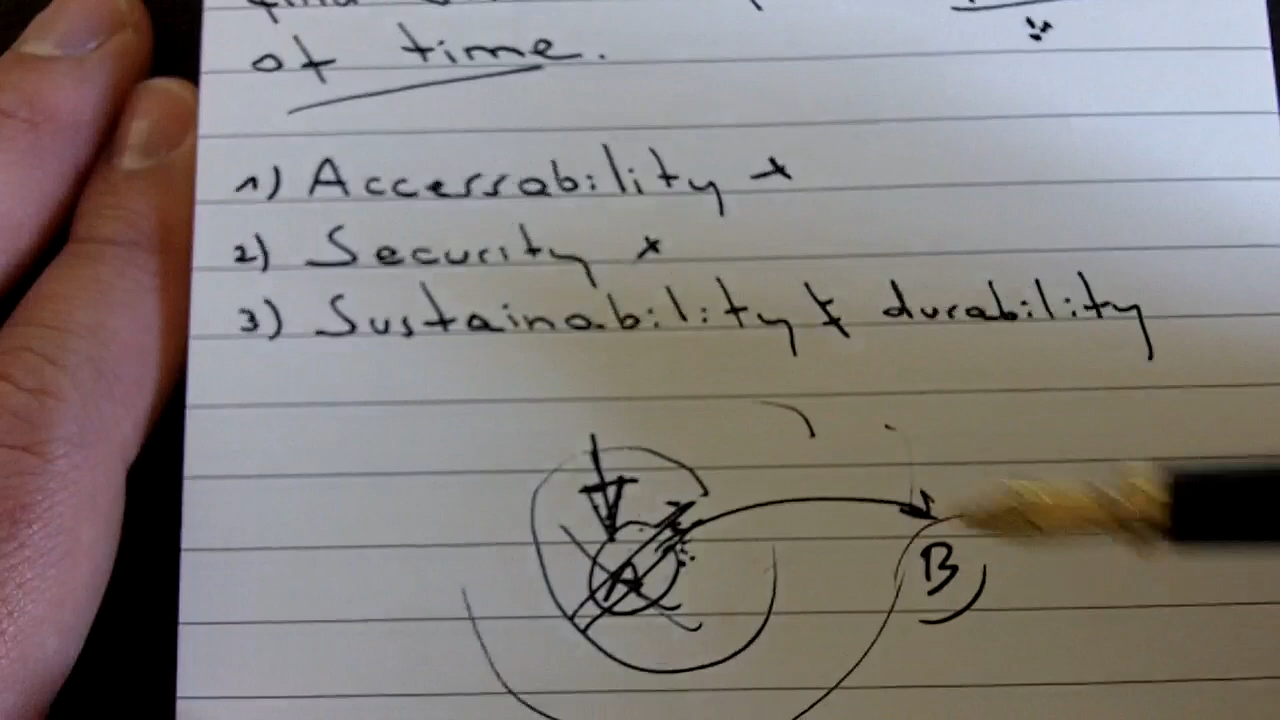 of time.
1) Accessability *
2) Security *
3) Sustainability & durability
A
B